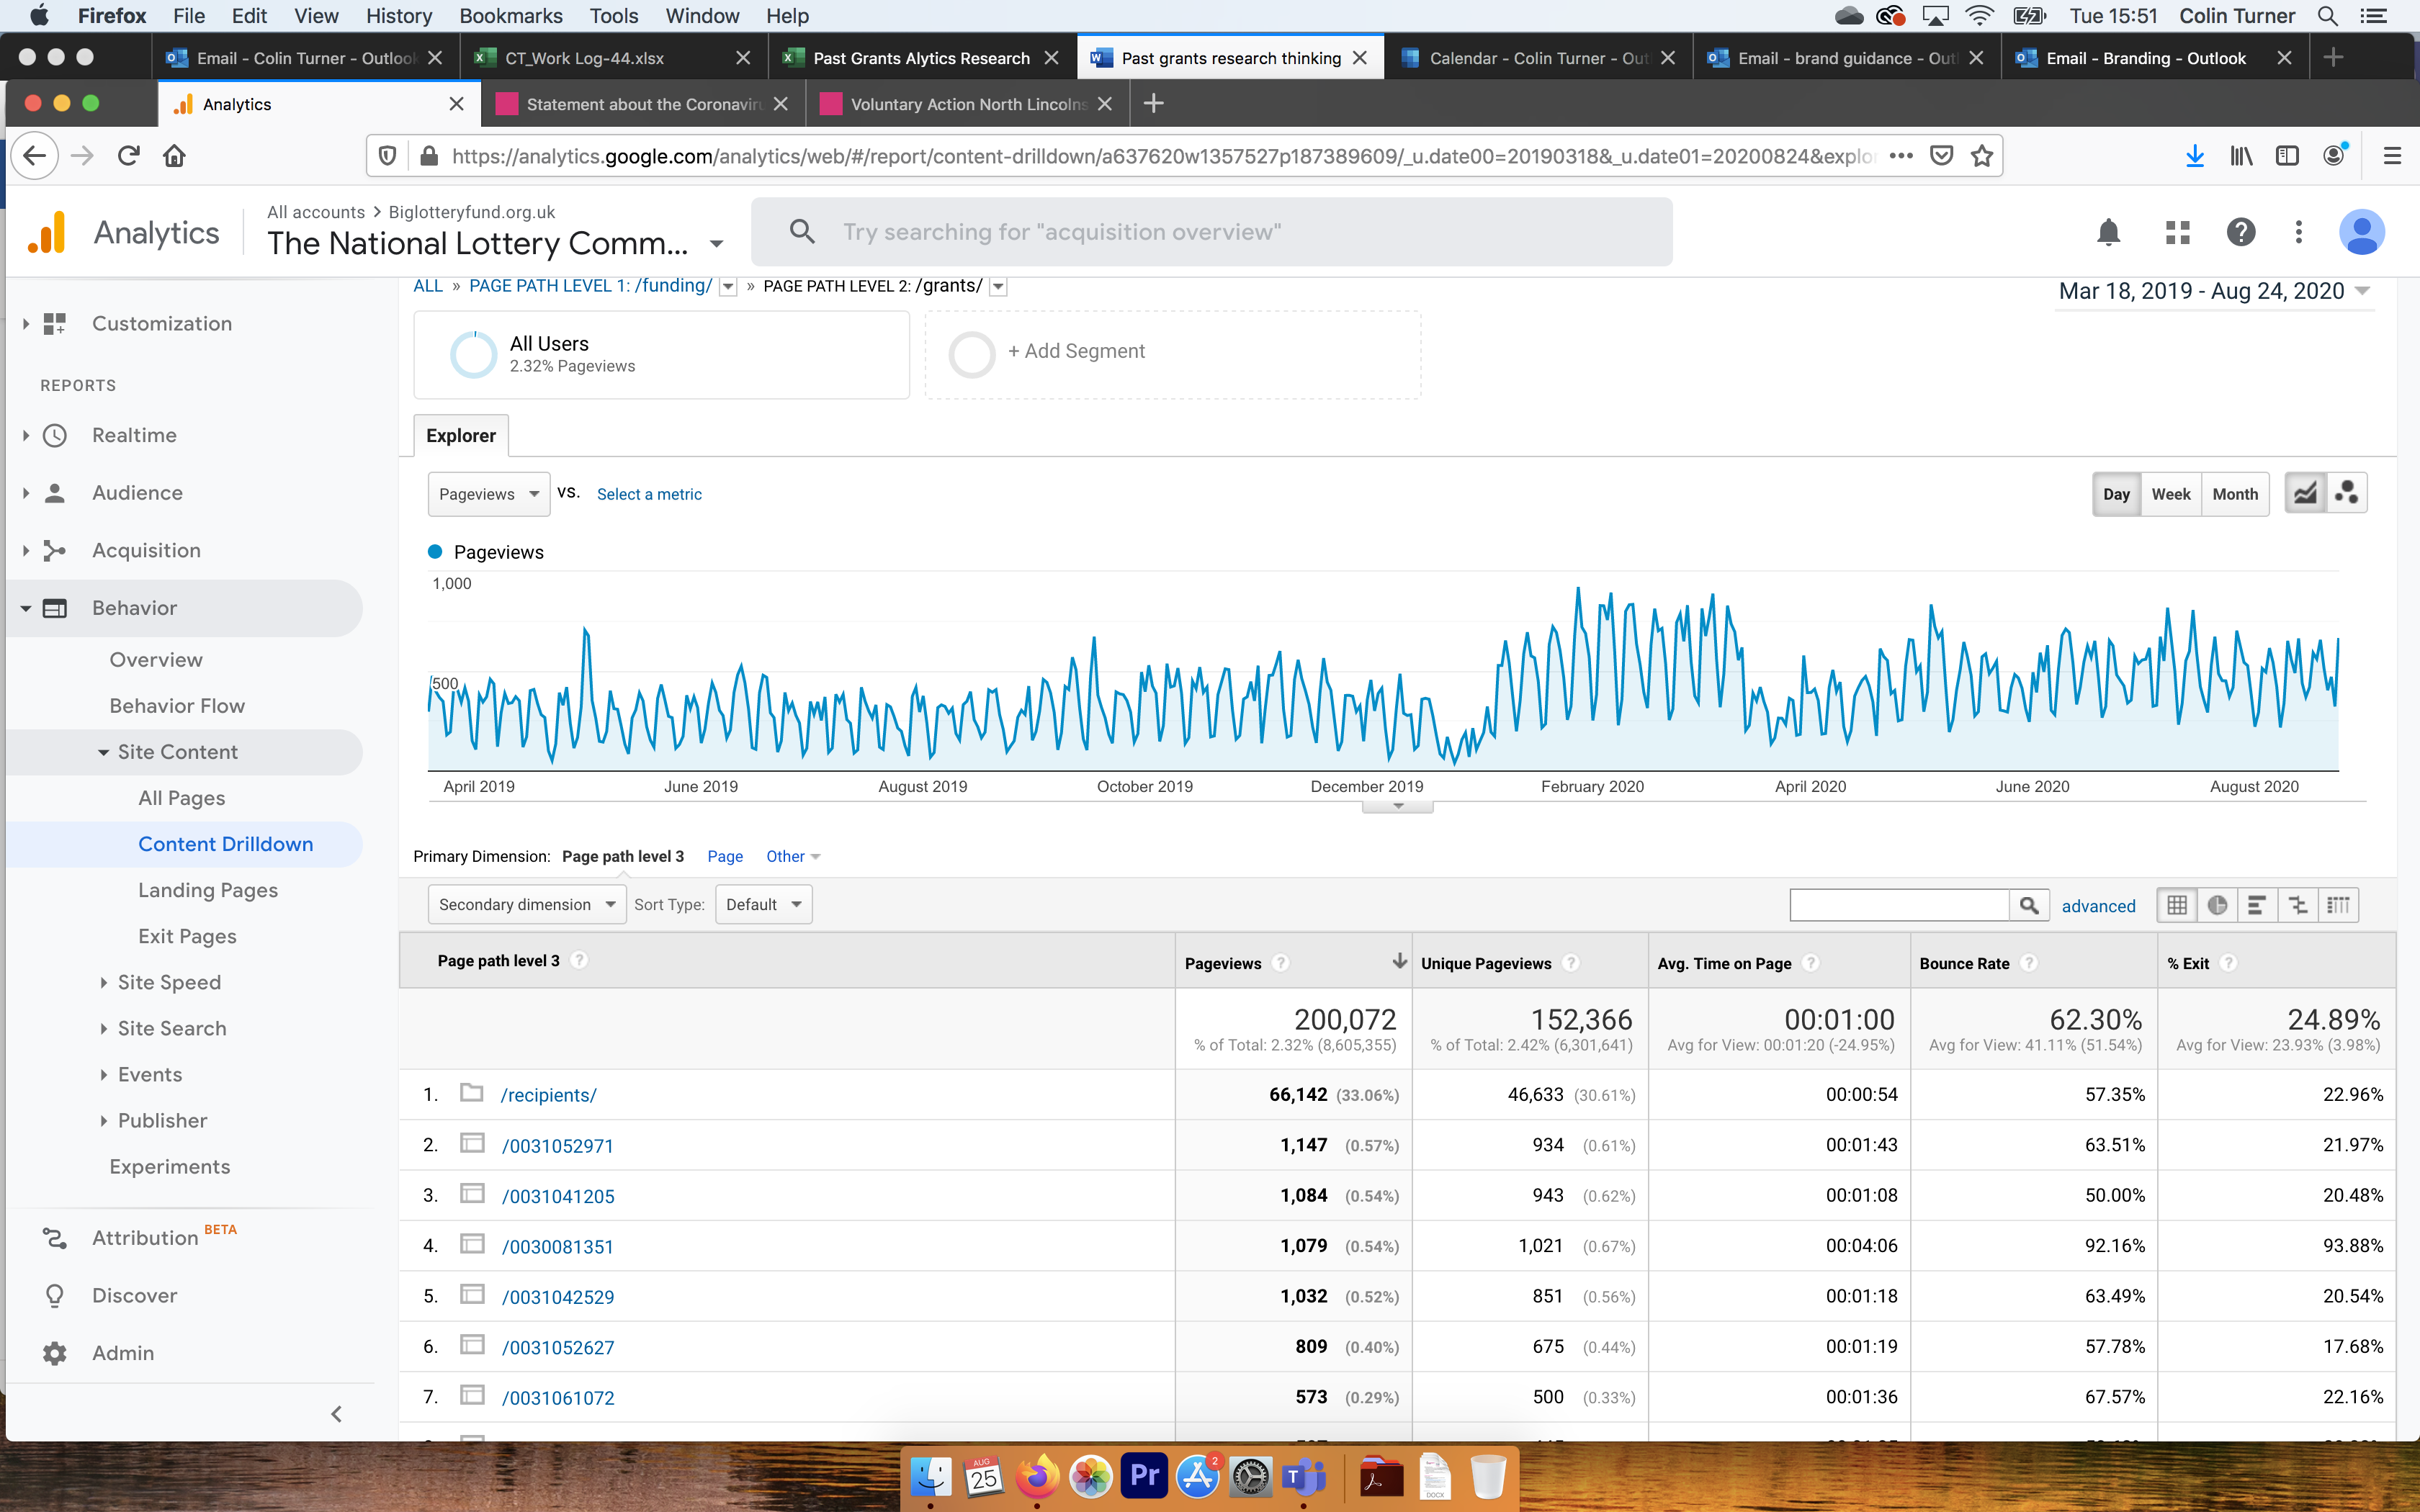 Firefox File Edit View History Bookmarks Tools Window Help Tue 15:51 Colin Turner
Email - Colin Turner - Outlook CT_Work Log-44.xlsx Past Grants Alytics Research Past grants research thinking Calendar - Colin Turner - Out Email - brand guidance - Out Email - Branding - Outlook
Analytics Statement about the Coronaviru Voluntary Action North Lincolns
https://analytics.google.com/analytics/web/#/report/content-drilldown/a637620w1357527p187389609/_u.date00=20190318&_u.date01=20200824&explo
Analytics
All accounts > Biglotteryfund.org.uk
The National Lottery Comm...
Try searching for "acquisition overview"
ALL » PAGE PATH LEVEL 1: /funding/ » PAGE PATH LEVEL 2: /grants/
Mar 18, 2019 - Aug 24, 2020
Customization
REPORTS
Realtime
Audience
Acquisition
Behavior
Overview
Behavior Flow
Site Content
All Pages
Content Drilldown
Landing Pages
Exit Pages
Site Speed
Site Search
Events
Publisher
Experiments
Attribution BETA
Discover
Admin
All Users
2.32% Pageviews
+ Add Segment
Explorer
Pageviews VS. Select a metric
Day Week Month
Pageviews
1,000
500
April 2019 June 2019 August 2019 October 2019 December 2019 February 2020 April 2020 June 2020 August 2020
Primary Dimension: Page path level 3 Page Other
Secondary dimension Sort Type: Default advanced
Page path level 3 Pageviews Unique Pageviews Avg. Time on Page Bounce Rate % Exit
200,072 152,366 00:01:00 62.30% 24.89%
% of Total: 2.32% (8,605,355) % of Total: 2.42% (6,301,641) Avg for View: 00:01:20 (-24.95%) Avg for View: 41.11% (51.54%) Avg for View: 23.93% (3.98%)
1. /recipients/ 66,142 (33.06%) 46,633 (30.61%) 00:00:54 57.35% 22.96%
2. /0031052971 1,147 (0.57%) 934 (0.61%) 00:01:43 63.51% 21.97%
3. /0031041205 1,084 (0.54%) 943 (0.62%) 00:01:08 50.00% 20.48%
4. /0030081351 1,079 (0.54%) 1,021 (0.67%) 00:04:06 92.16% 93.88%
5. /0031042529 1,032 (0.52%) 851 (0.56%) 00:01:18 63.49% 20.54%
6. /0031052627 809 (0.40%) 675 (0.44%) 00:01:19 57.78% 17.68%
7. /0031061072 573 (0.29%) 500 (0.33%) 00:01:36 67.57% 22.16%
AUG
25
Pr
2
T
DOCX